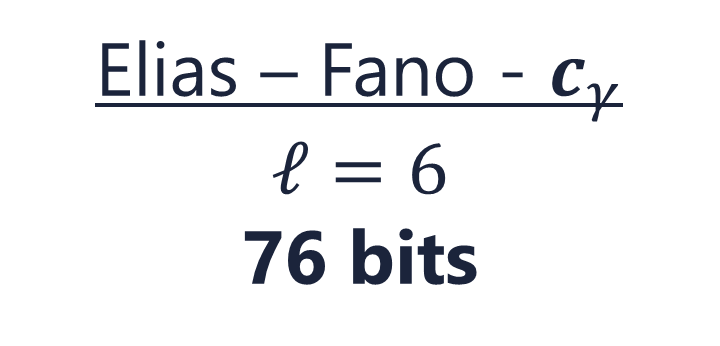 Elias – Fano - 𝒄ᵧ
ℓ = 6
76 bits